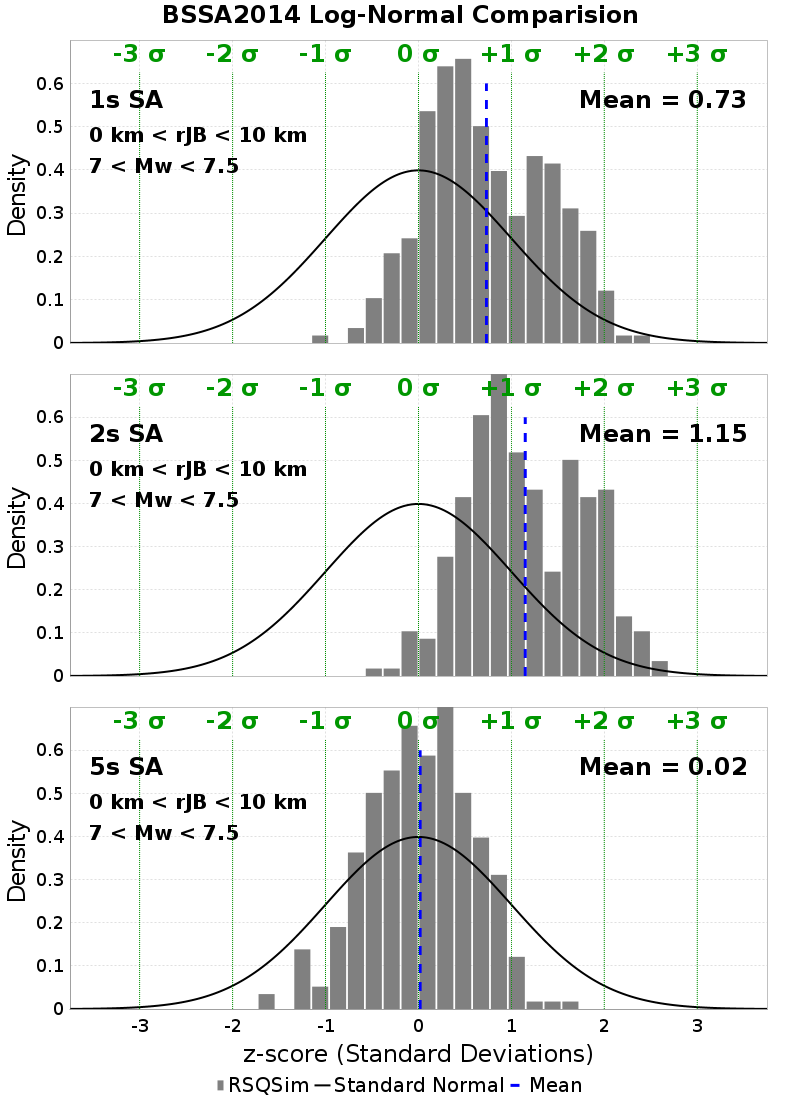 BSSA2014 Log-Normal Comparision
-3 σ -2 σ -1 σ 0 σ +1 σ +2 σ +3 σ
1s SA Mean = 0.73
0 km < rJB < 10 km
7 < Mw < 7.5
Density
0.6
0.5
0.4
0.3
0.2
0.1
0
-3 σ -2 σ -1 σ 0 σ +1 σ +2 σ +3 σ
2s SA Mean = 1.15
0 km < rJB < 10 km
7 < Mw < 7.5
Density
0.6
0.5
0.4
0.3
0.2
0.1
0
-3 σ -2 σ -1 σ 0 σ +1 σ +2 σ +3 σ
5s SA Mean = 0.02
0 km < rJB < 10 km
7 < Mw < 7.5
Density
0.6
0.5
0.4
0.3
0.2
0.1
0
-3 -2 -1 0 1 2 3
z-score (Standard Deviations)
RSQSim Standard Normal Mean